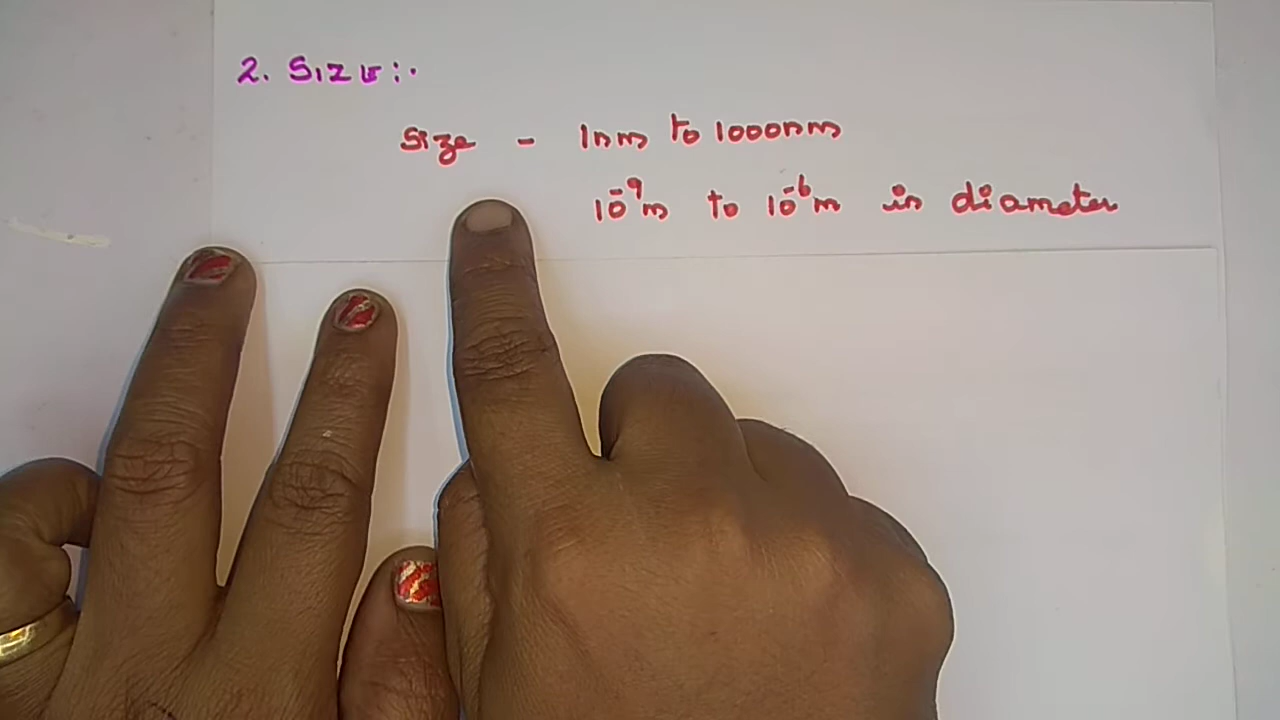 2. Size:-
Size - 1nm to 1000nm
10⁻⁹m to 10⁻⁶m in diameter